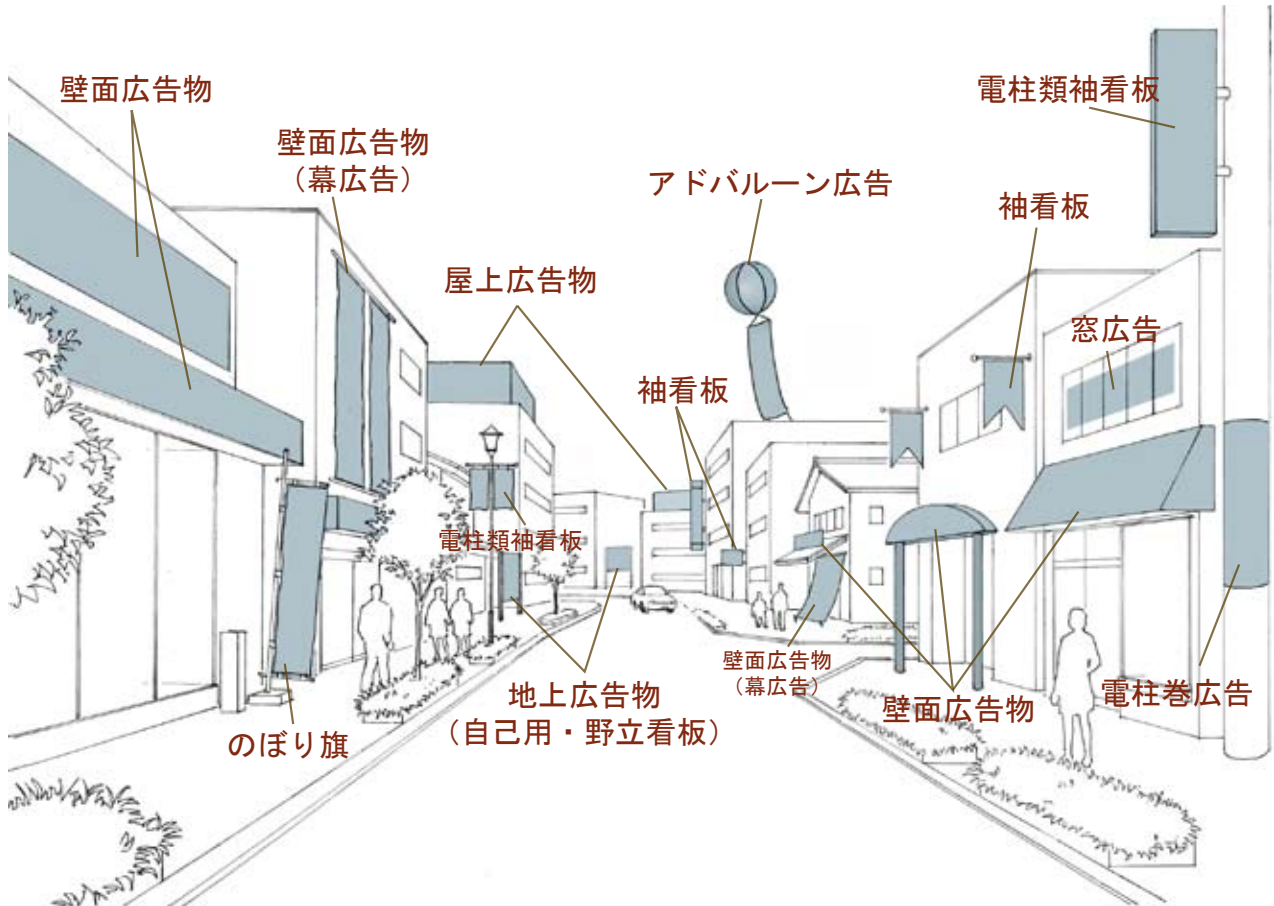 壁面広告物
電柱類袖看板
壁面広告物
（幕広告）
アドバルーン広告
袖看板
屋上広告物
窓広告
袖看板
電柱類袖看板
壁面広告物
（幕広告）
地上広告物
（自己用・野立看板）
壁面広告物
電柱巻広告
のぼり旗